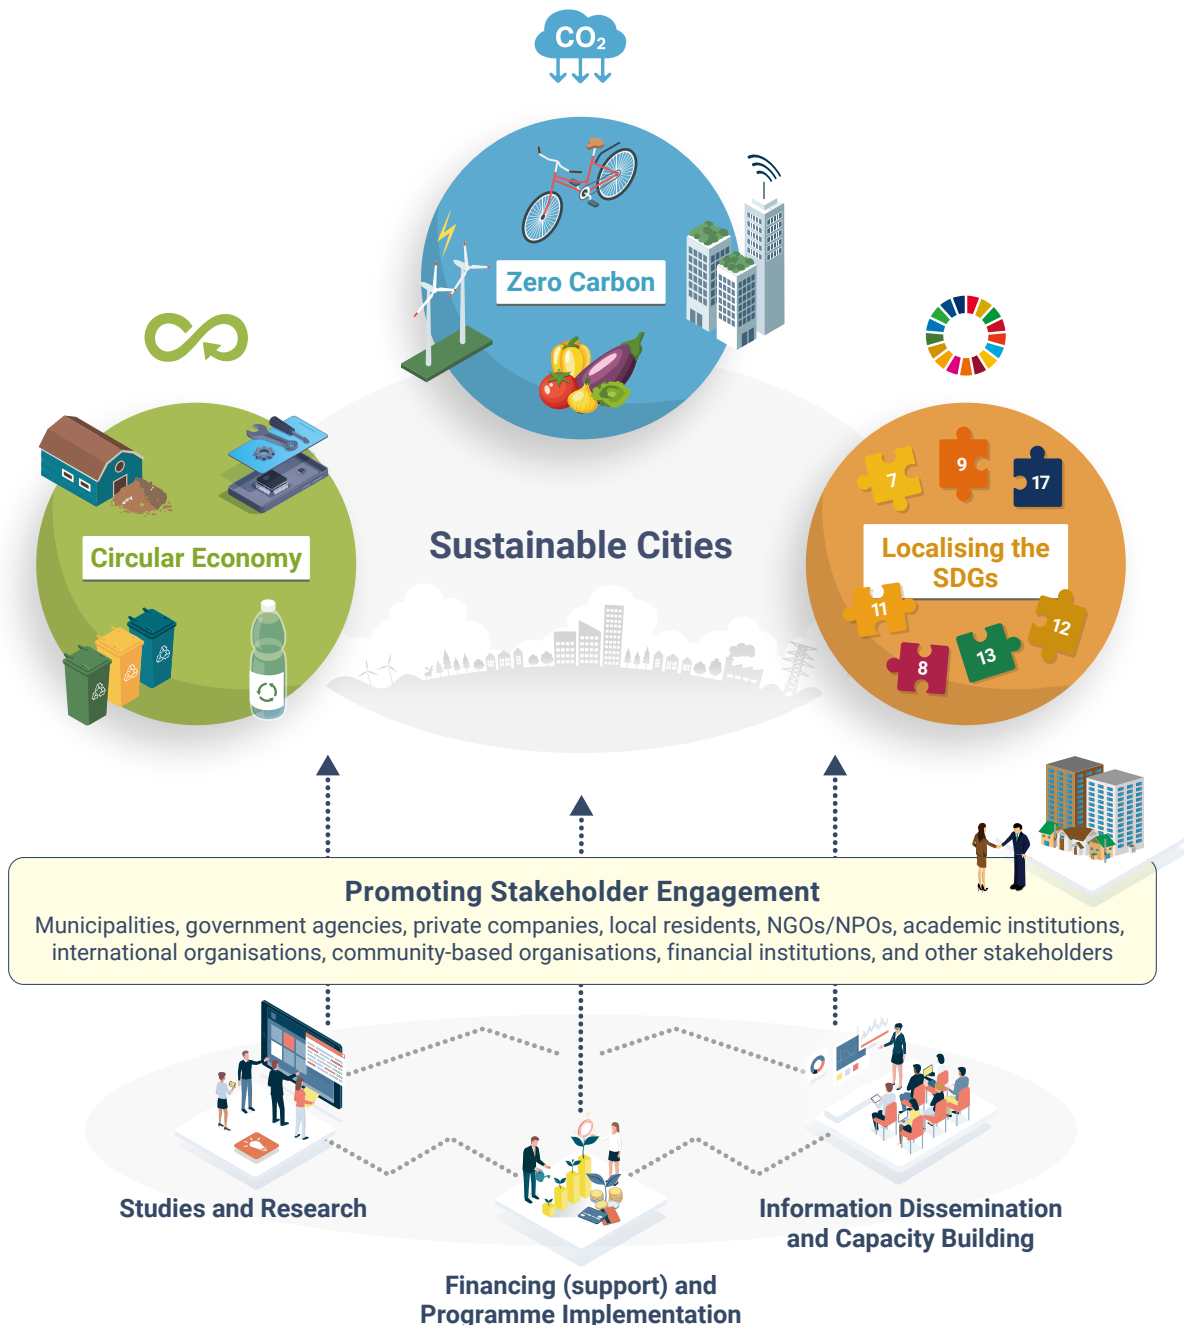 CO₂
Zero Carbon
Circular Economy
Sustainable Cities
7
9
17
Localising the
SDGs
11
12
8
13
Promoting Stakeholder Engagement
Municipalities, government agencies, private companies, local residents, NGOs/NPOs, academic institutions,
international organisations, community-based organisations, financial institutions, and other stakeholders
Studies and Research
Information Dissemination
and Capacity Building
Financing (support) and
Programme Implementation